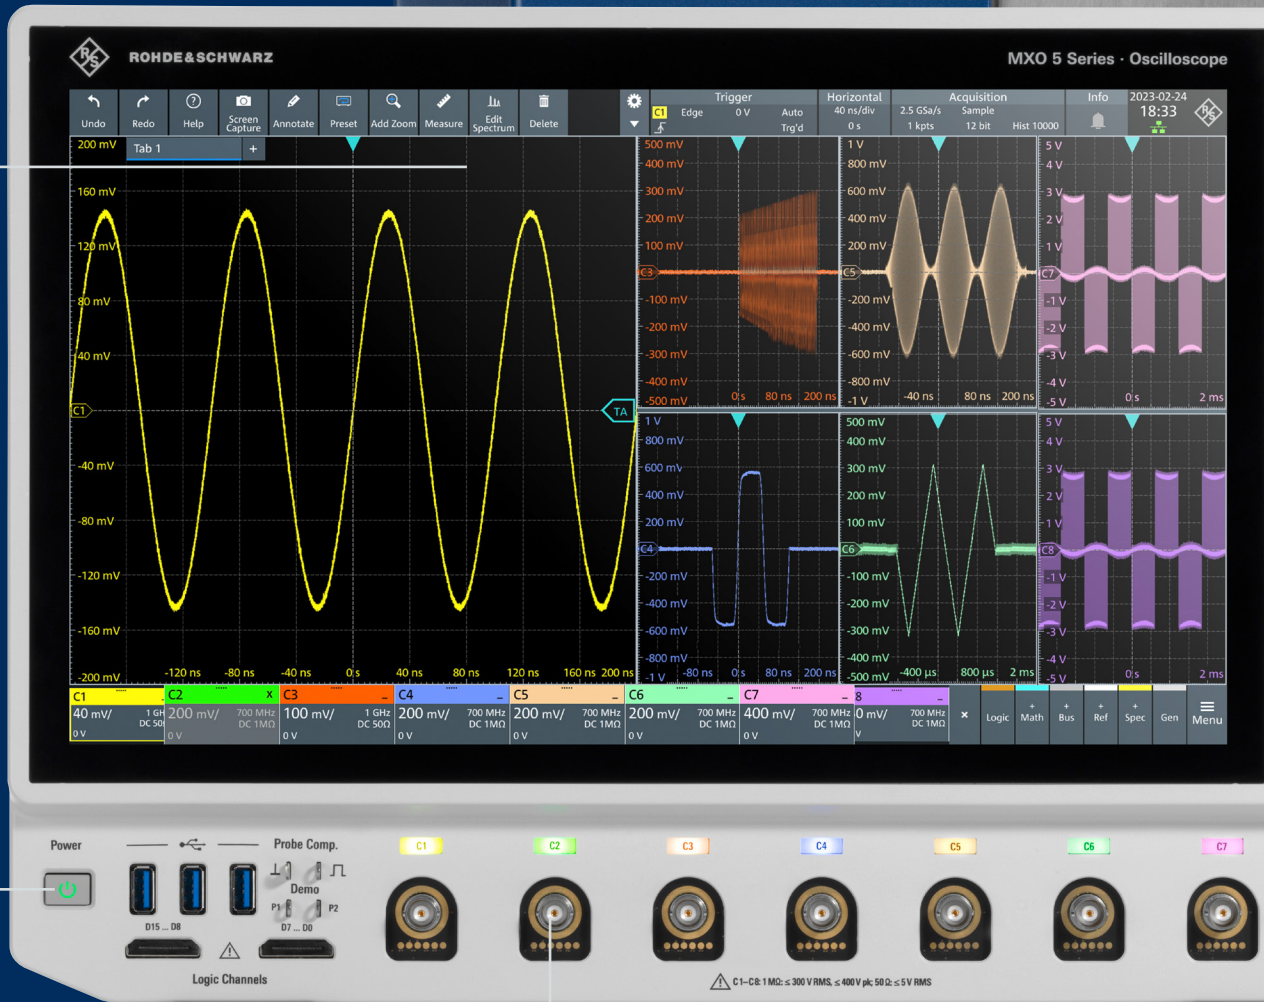 ROHDE&SCHWARZ
MXO 5 Series · Oscilloscope
Undo
Redo
Help
Screen Capture
Annotate
Preset
Add Zoom
Measure
Edit Spectrum
Delete
Trigger
C1 Edge 0 V Auto
Trg'd
Horizontal
40 ns/div
0 s
Acquisition
2.5 GSa/s Sample
1 kpts 12 bit Hist 10000
Info
2023-02-24
18:33
Tab 1 +
200 mV
160 mV
120 mV
80 mV
40 mV
C1
TA
-40 mV
-80 mV
-120 mV
-160 mV
-200 mV
-120 ns -80 ns -40 ns 0 s 40 ns 80 ns 120 ns 160 ns 200 ns
500 mV
400 mV
300 mV
200 mV
100 mV
C3
-100 mV
-200 mV
-300 mV
-400 mV
-500 mV
0 s 80 ns 200 ns
1 V
800 mV
600 mV
400 mV
200 mV
C5
-200 mV
-400 mV
-600 mV
-800 mV
-1 V
-40 ns 80 ns 200 ns
5 V
4 V
3 V
2 V
1 V
C7
-1 V
-2 V
-3 V
-4 V
-5 V
0 s 2 ms
1 V
800 mV
600 mV
400 mV
200 mV
C4
-200 mV
-400 mV
-600 mV
-800 mV
-1 V
-80 ns 0 s 80 ns 200 ns
500 mV
400 mV
300 mV
200 mV
100 mV
C6
-100 mV
-200 mV
-300 mV
-400 mV
-500 mV
-400 µs 800 µs 2 ms
5 V
4 V
3 V
2 V
1 V
C8
-1 V
-2 V
-3 V
-4 V
-5 V
0 s 2 ms
C1
40 mV/ 1 GH
DC 50
0 V
C2 x
200 mV/ 700 MHz
DC 1MΩ
0 V
C3
100 mV/ 1 GHz
DC 50Ω
0 V
C4
200 mV/ 700 MHz
DC 1MΩ
0 V
C5
200 mV/ 700 MHz
DC 1MΩ
0 V
C6
200 mV/ 700 MHz
DC 1MΩ
0 V
C7
400 mV/ 700 MHz
DC 1MΩ
0 V
8
0 mV/ 700 MHz
DC 1MΩ
V
Logic
+ Math
+ Bus
+ Ref
+ Spec
Gen
Menu
Power
Probe Comp.
Demo
P1 P2
D15 ... D8
D7 ... D0
Logic Channels
C1 C2 C3 C4 C5 C6 C7
C1–C8: 1 MΩ: ≤ 300 V RMS, ≤ 400 V pk; 50 Ω: ≤ 5 V RMS